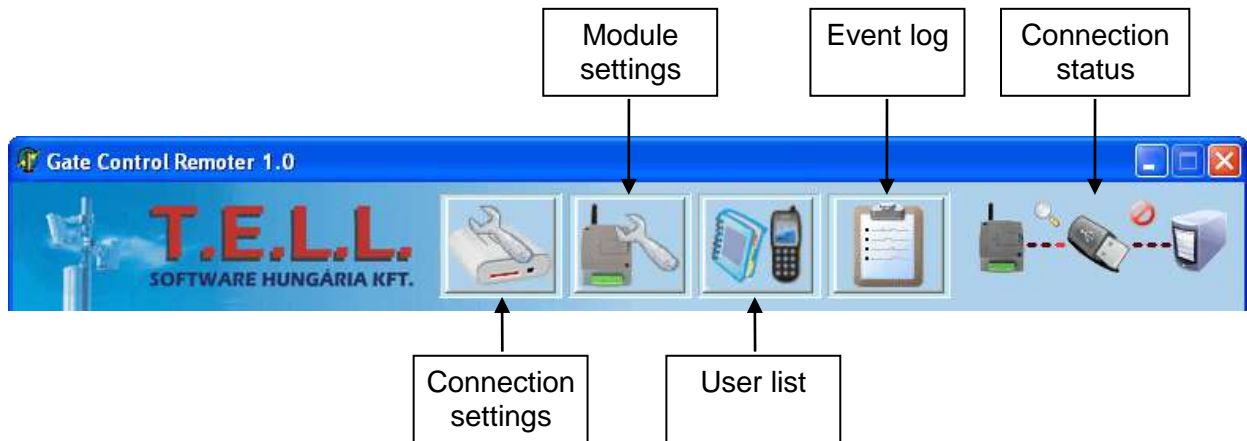 Module
settings
Event log
Connection
status
Gate Control Remoter 1.0
T.E.L.L.
SOFTWARE HUNGÁRIA KFT.
Connection
settings
User list